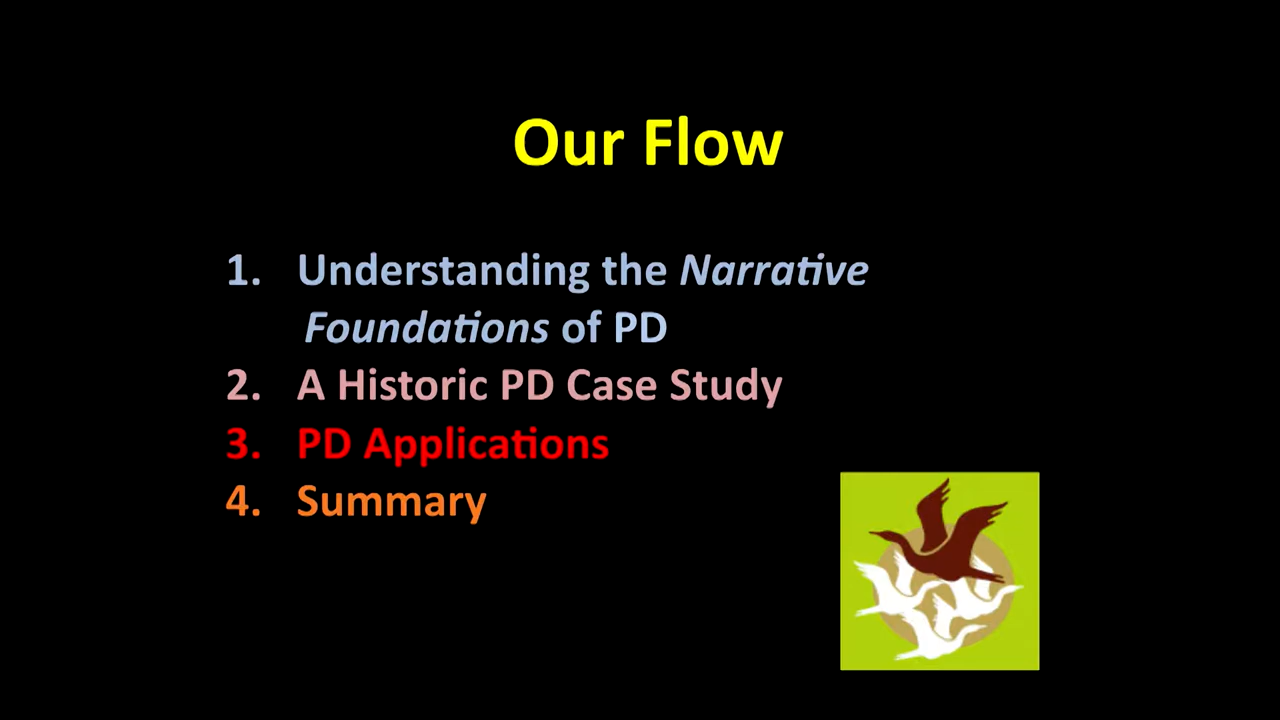 Our Flow
1. Understanding the Narrative
Foundations of PD
2. A Historic PD Case Study
3. PD Applications
4. Summary